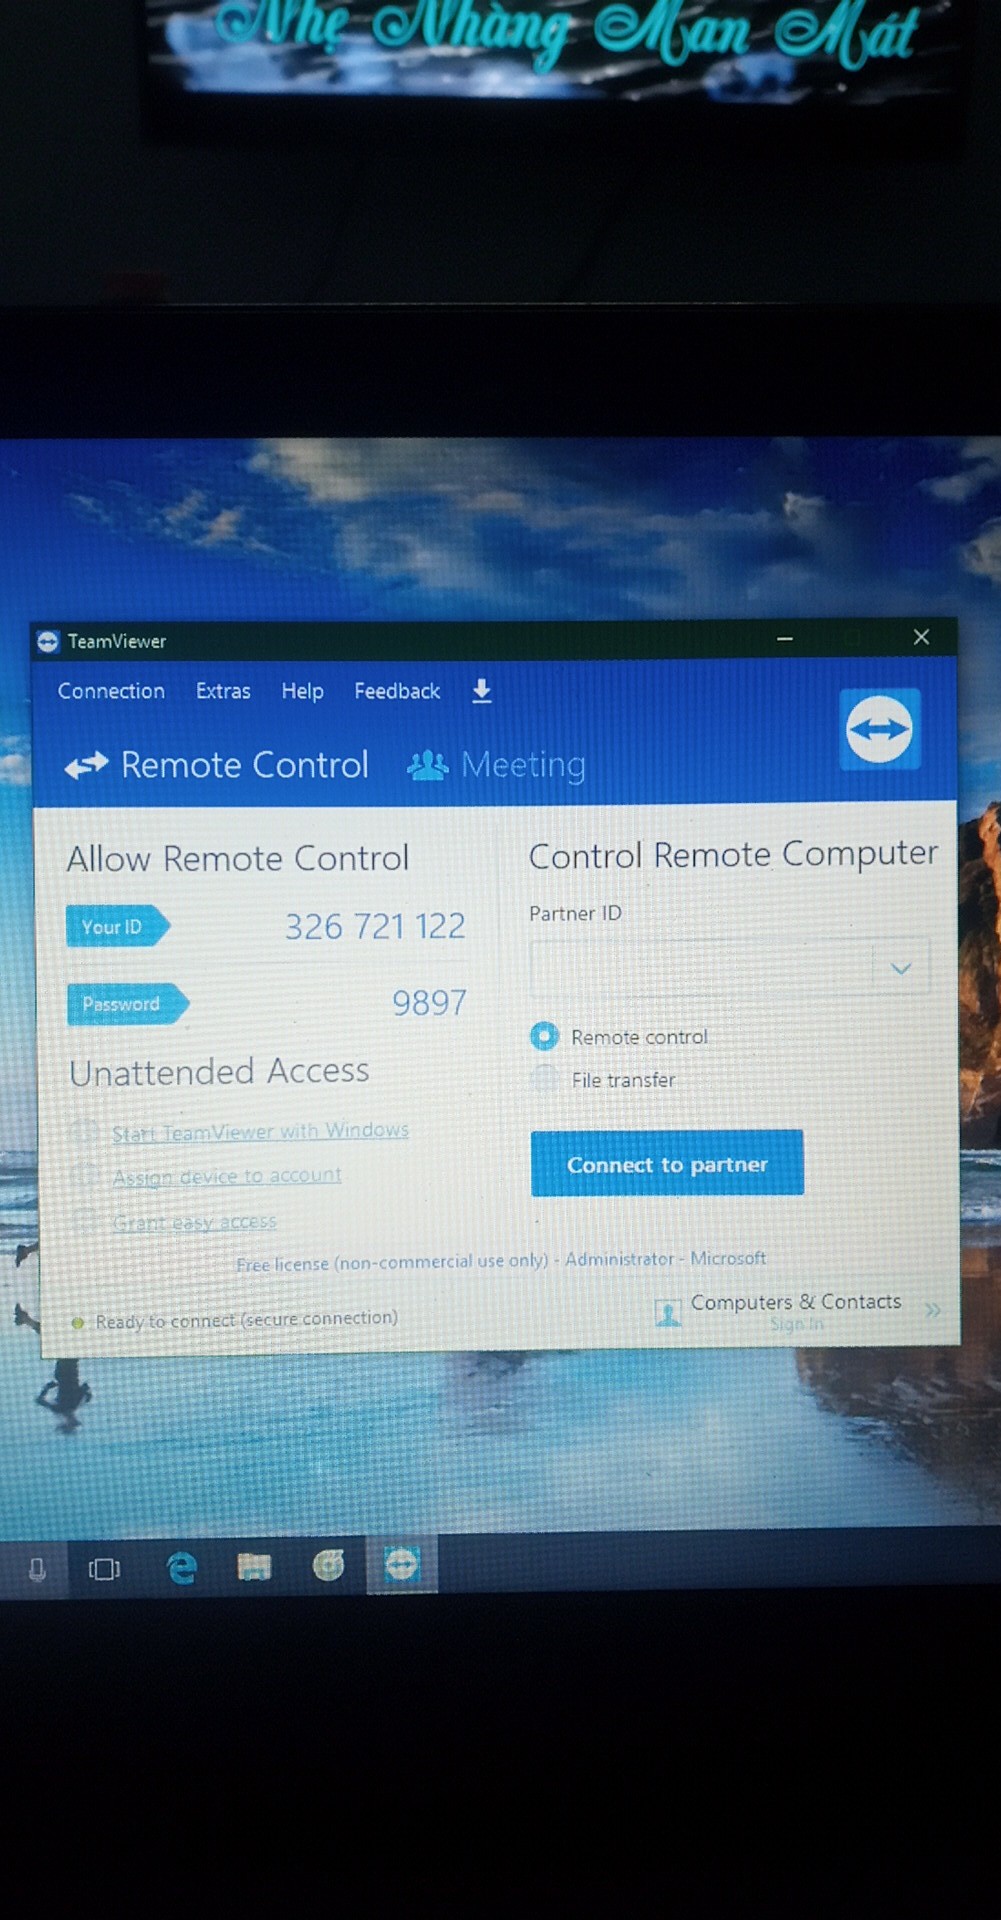 Nhẹ Nhàng Man Mát
TeamViewer
Connection Extras Help Feedback
Remote Control Meeting
Allow Remote Control
Your ID 326 721 122
Password 9897
Unattended Access
Start TeamViewer with Windows
Assign device to account
Grant easy access
Control Remote Computer
Partner ID
Remote control
File transfer
Connect to partner
Free license (non-commercial use only) - Administrator - Microsoft
Ready to connect (secure connection)
Computers & Contacts
Sign In